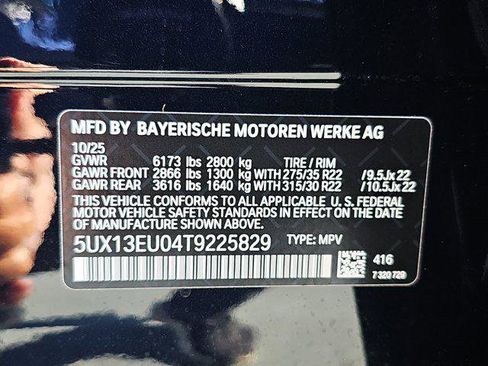 MFD BY BAYERISCHE MOTOREN WERKE AG
10/25
GVWR 6173 lbs 2800 kg TIRE / RIM
GAWR FRONT 2866 lbs 1300 kg WITH 275/35 R22 / 9.5Jx22
GAWR REAR 3616 lbs 1640 kg WITH 315/30 R22 / 10.5Jx22
THIS VEHICLE CONFORMS TO ALL APPLICABLE U. S. FEDERAL
MOTOR VEHICLE SAFETY STANDARDS IN EFFECT ON THE
DATE OF MANUFACTURE SHOWN ABOVE.
5UX13EU04T9225829 TYPE: MPV
416
7 320 729